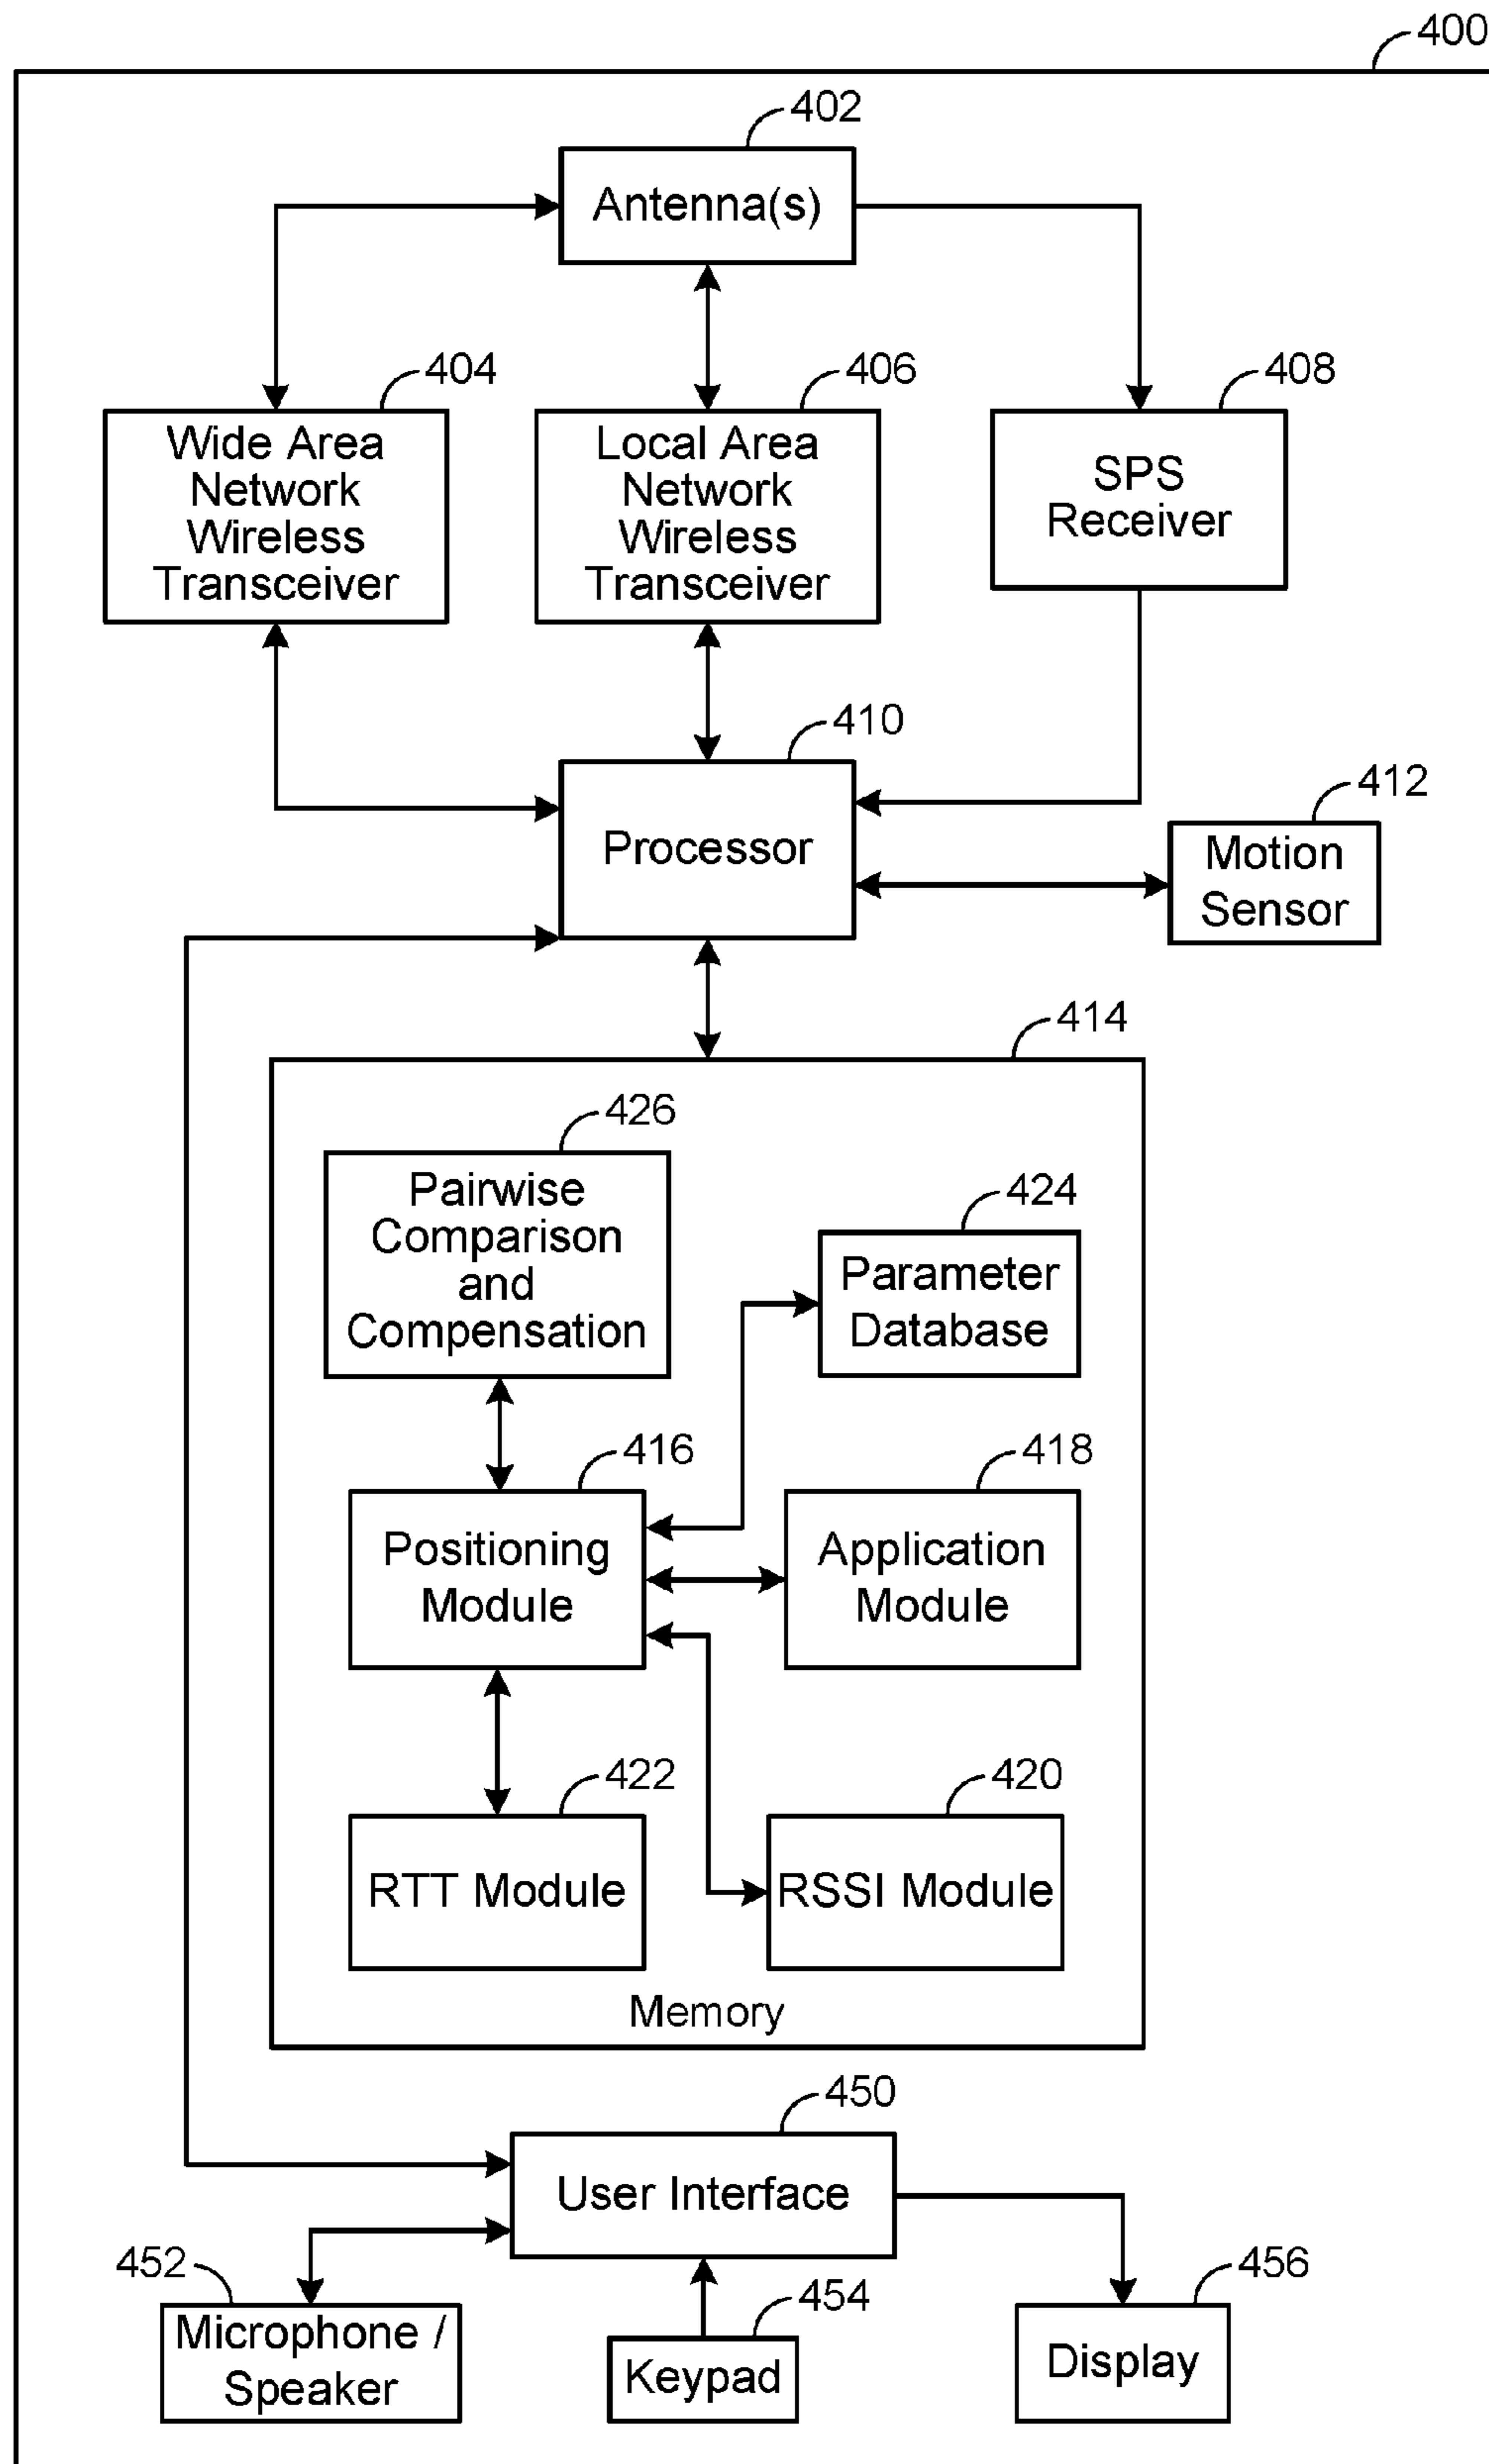 400
402
Antenna(s)
404
406
408
Wide Area
Network
Wireless
Transceiver
Local Area
Network
Wireless
Transceiver
SPS
Receiver
410
Processor
412
Motion
Sensor
414
426
Pairwise
Comparison
and
Compensation
424
Parameter
Database
416
Positioning
Module
418
Application
Module
422
RTT Module
420
RSSI Module
Memory
450
User Interface
452
Microphone /
Speaker
454
Keypad
456
Display